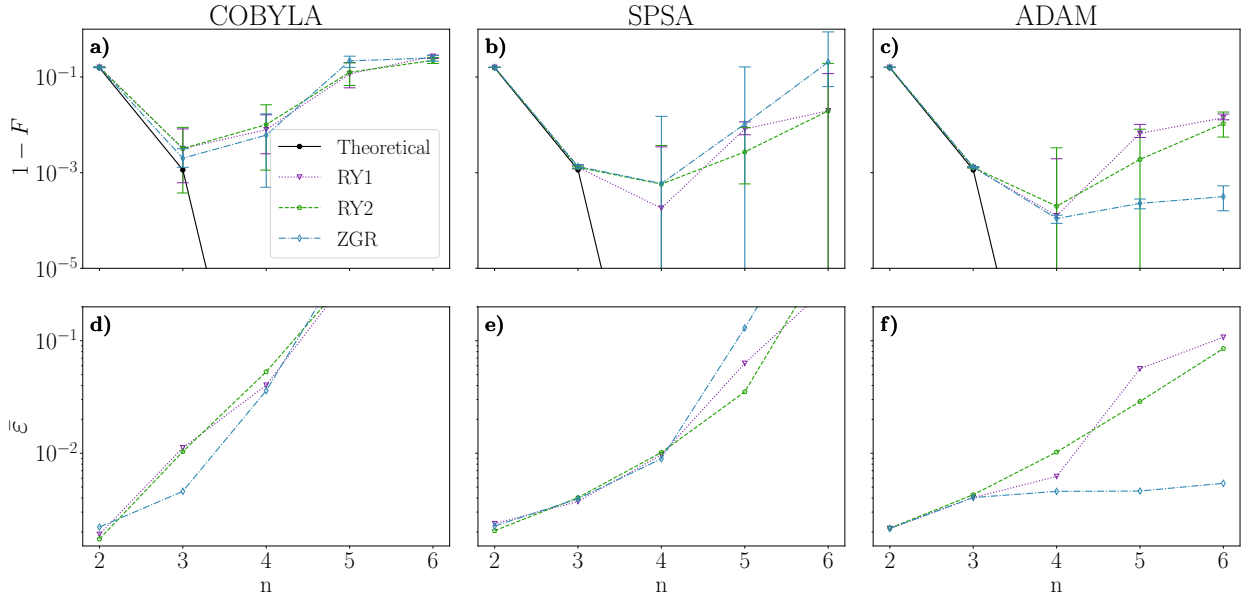 COBYLA
SPSA
ADAM
a)
b)
c)
10⁻¹
10⁻³
10⁻⁵
1 − F
Theoretical
RY1
RY2
ZGR
d)
e)
f)
10⁻¹
10⁻²
ε̄
2 3 4 5 6
2 3 4 5 6
2 3 4 5 6
n
n
n